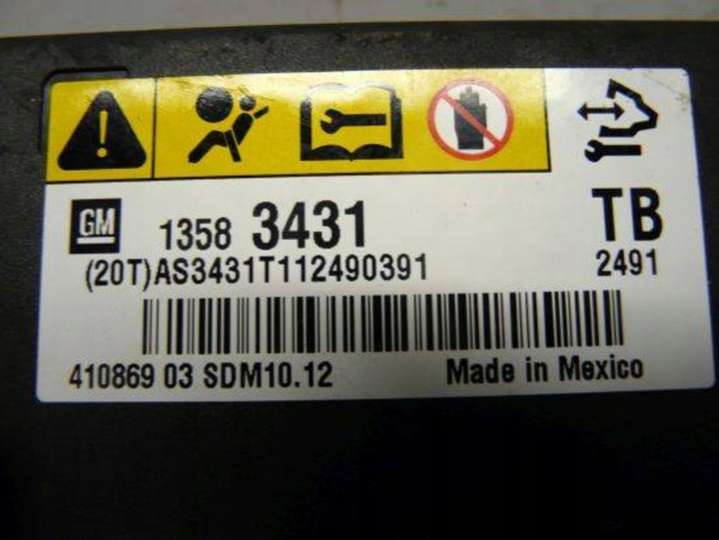 GM 1358 3431 TB
(20T)AS3431T112490391 2491
410869 03 SDM10.12 Made in Mexico